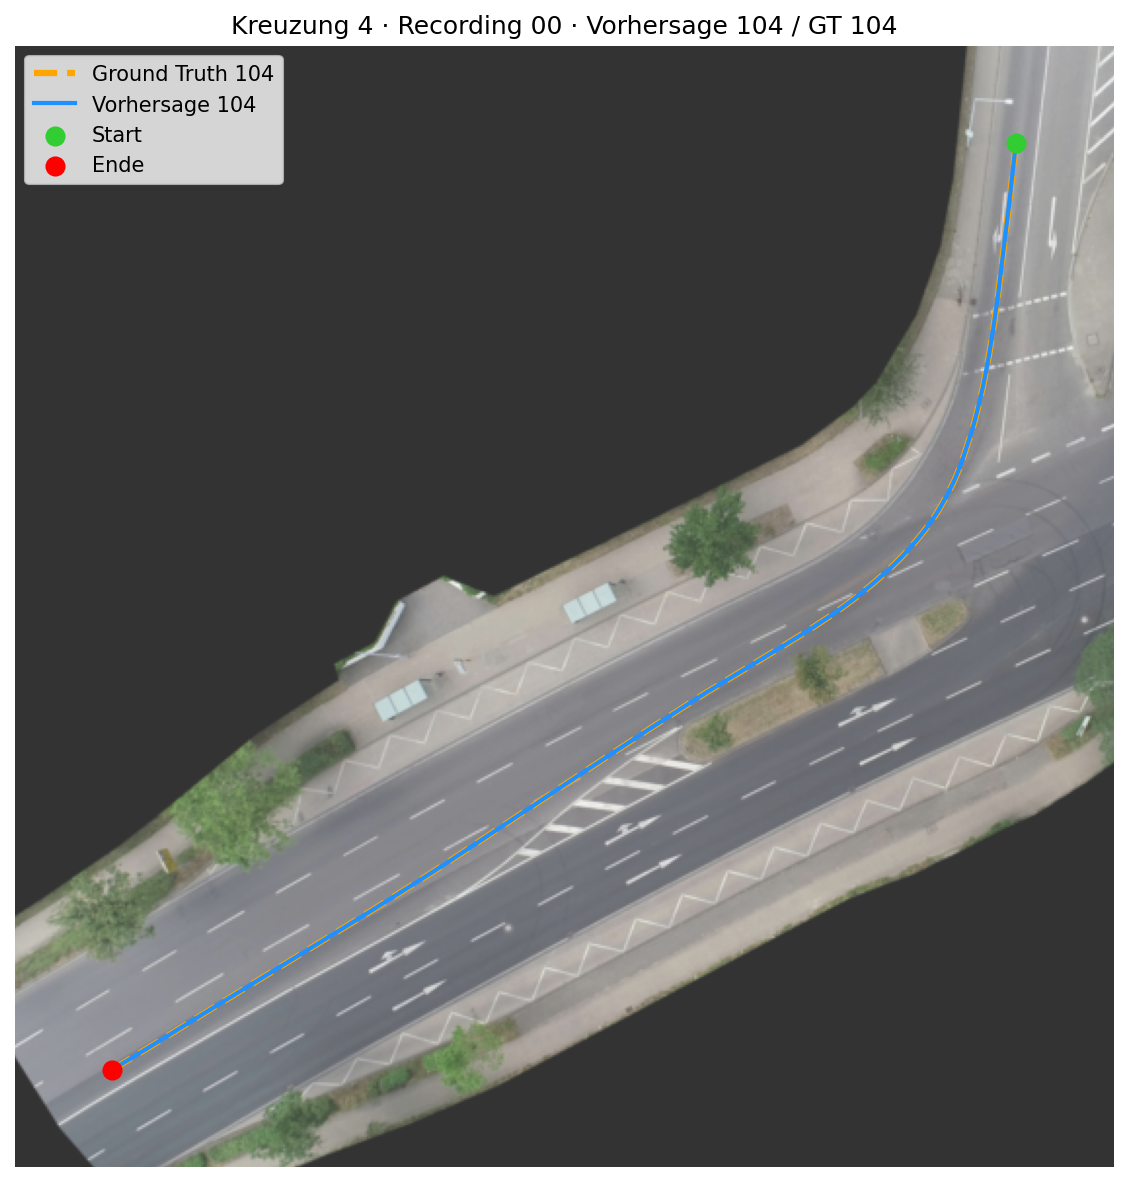 Kreuzung 4 · Recording 00 · Vorhersage 104 / GT 104
Ground Truth 104
Vorhersage 104
Start
Ende